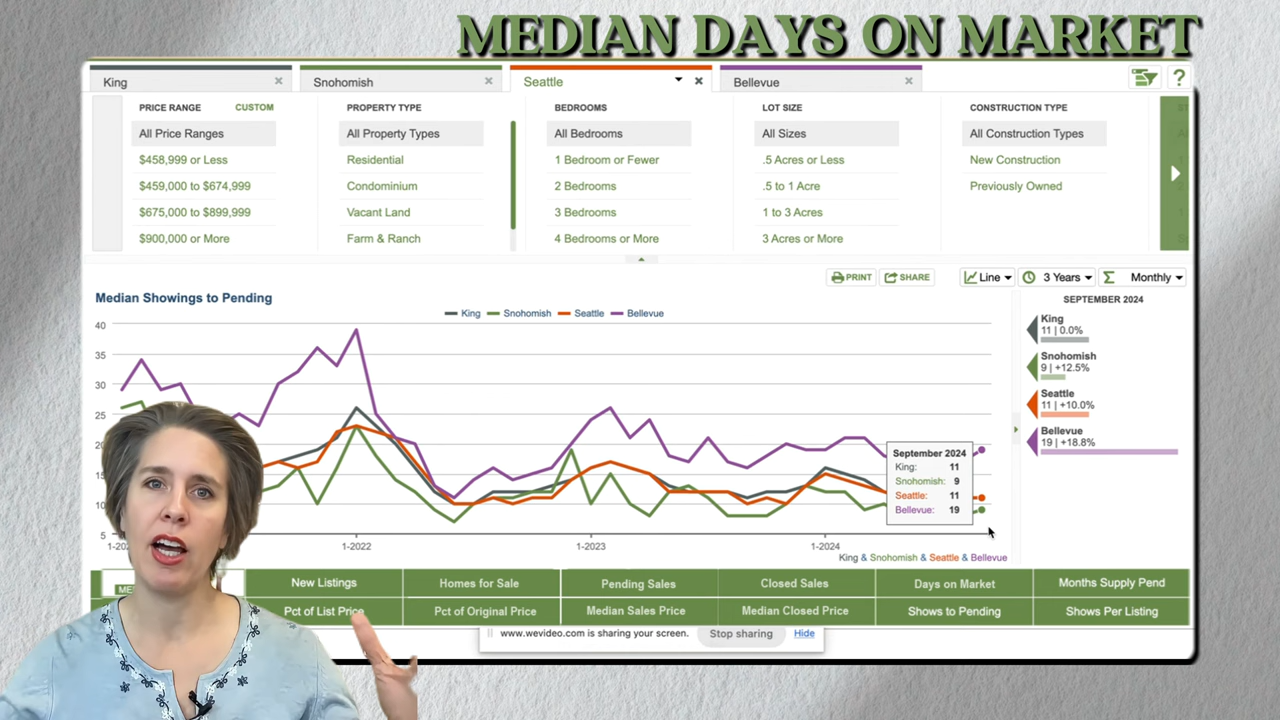 MEDIAN DAYS ON MARKET
King
Snohomish
Seattle
Bellevue
?
PRICE RANGE CUSTOM
All Price Ranges
$458,999 or Less
$459,000 to $674,999
$675,000 to $899,999
$900,000 or More
PROPERTY TYPE
All Property Types
Residential
Condominium
Vacant Land
Farm & Ranch
BEDROOMS
All Bedrooms
1 Bedroom or Fewer
2 Bedrooms
3 Bedrooms
4 Bedrooms or More
LOT SIZE
All Sizes
.5 Acres or Less
.5 to 1 Acre
1 to 3 Acres
3 Acres or More
CONSTRUCTION TYPE
All Construction Types
New Construction
Previously Owned
PRINT SHARE Line 3 Years Monthly
Median Showings to Pending
King Snohomish Seattle Bellevue
40
35
30
25
15
10
5
1-2022
1-2023
1-2024
September 2024
King: 11
Snohomish: 9
Seattle: 11
Bellevue: 19
King & Snohomish & Seattle & Bellevue
SEPTEMBER 2024
King
11 | 0.0%
Snohomish
9 | +12.5%
Seattle
11 | +10.0%
Bellevue
19 | +18.8%
New Listings Homes for Sale Pending Sales Closed Sales Days on Market Months Supply Pend
Pct of List Price Pct of Original Price Median Sales Price Median Closed Price Shows to Pending Shows Per Listing
www.wevideo.com is sharing your screen. Stop sharing Hide